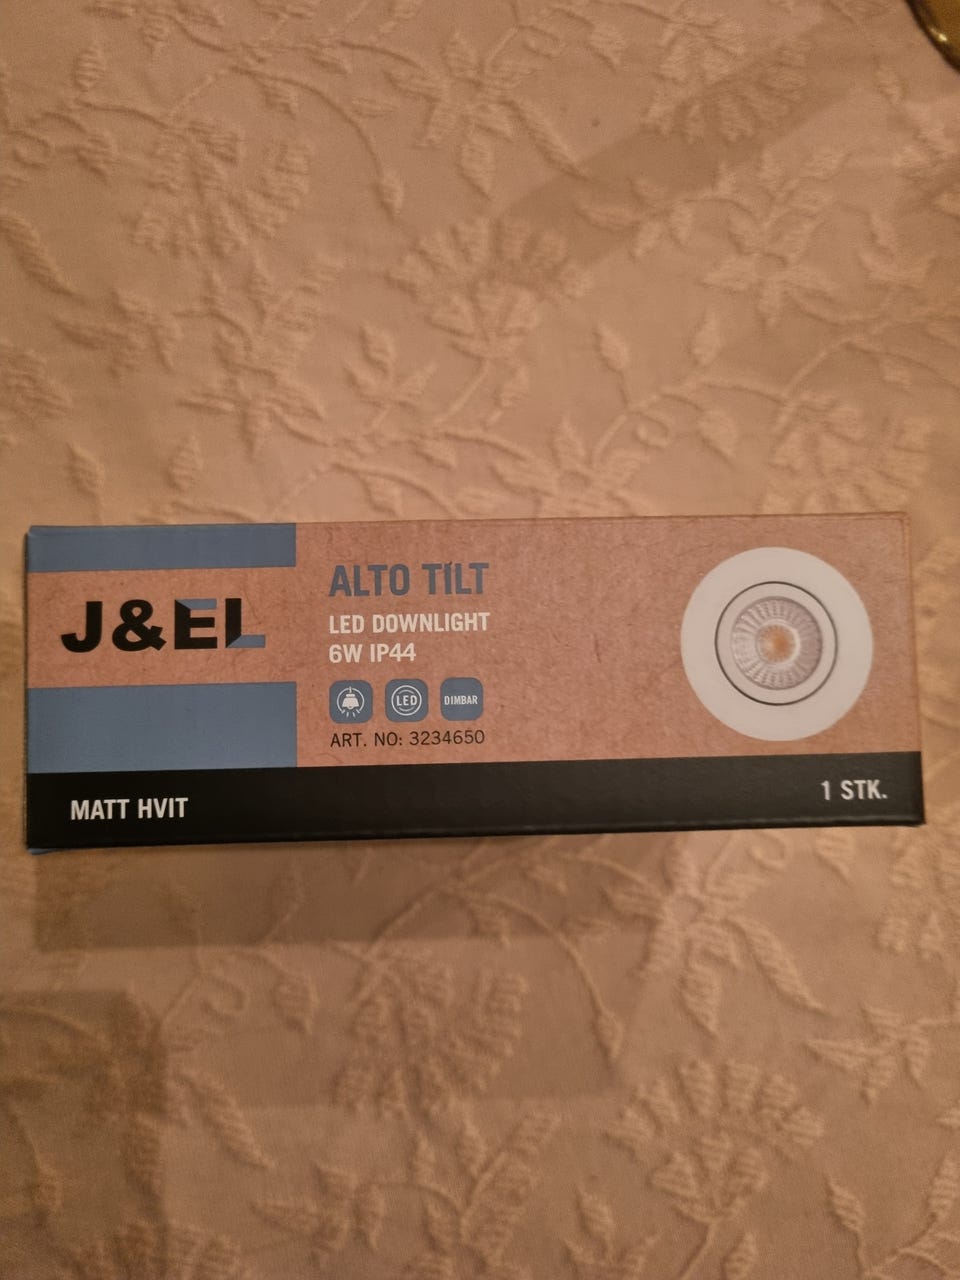 J&EL
ALTO TILT
LED DOWNLIGHT
6W IP44
LED
DIMBAR
ART. NO: 3234650
MATT HVIT
1 STK.